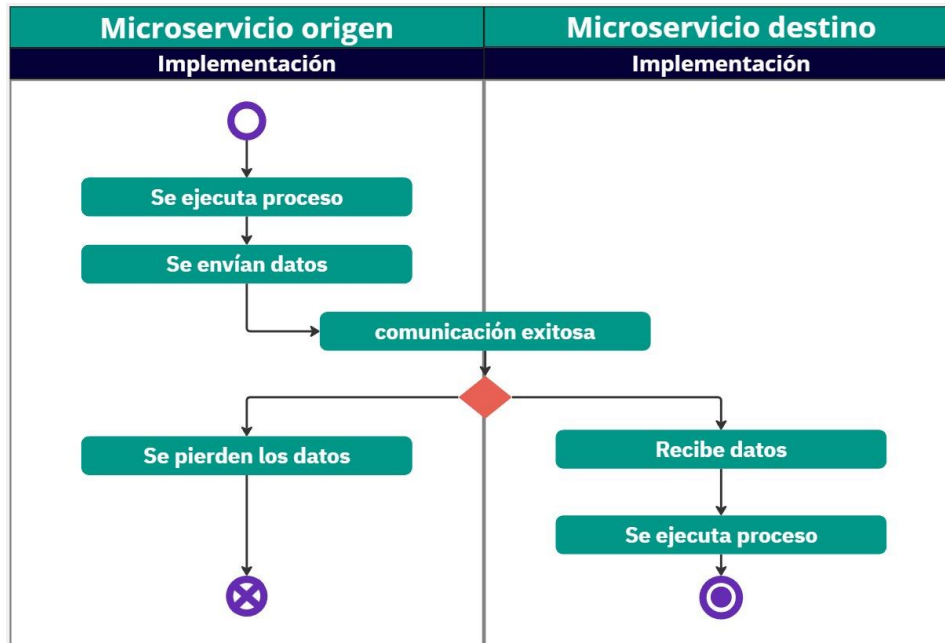 Microservicio origen
Microservicio destino
Implementación
Implementación
Se ejecuta proceso
Se envían datos
comunicación exitosa
Se pierden los datos
Recibe datos
Se ejecuta proceso